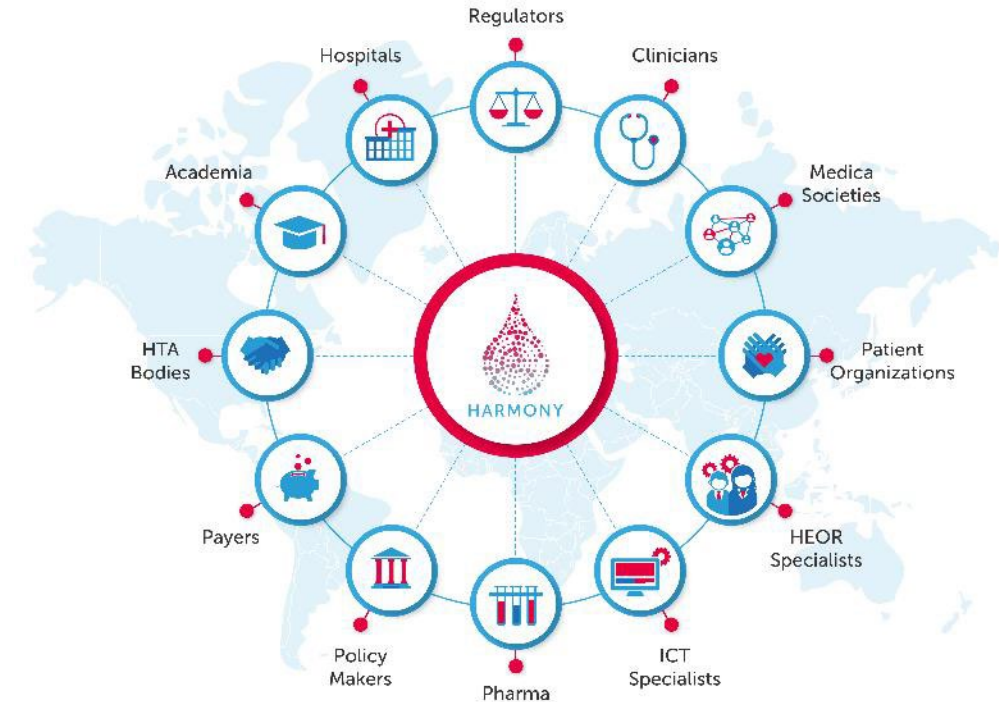 Regulators
Hospitals
Clinicians
Academia
Medica
Societies
HTA
Bodies
HARMONY
Patient
Organizations
Payers
HEOR
Specialists
Policy
Makers
ICT
Specialists
Pharma